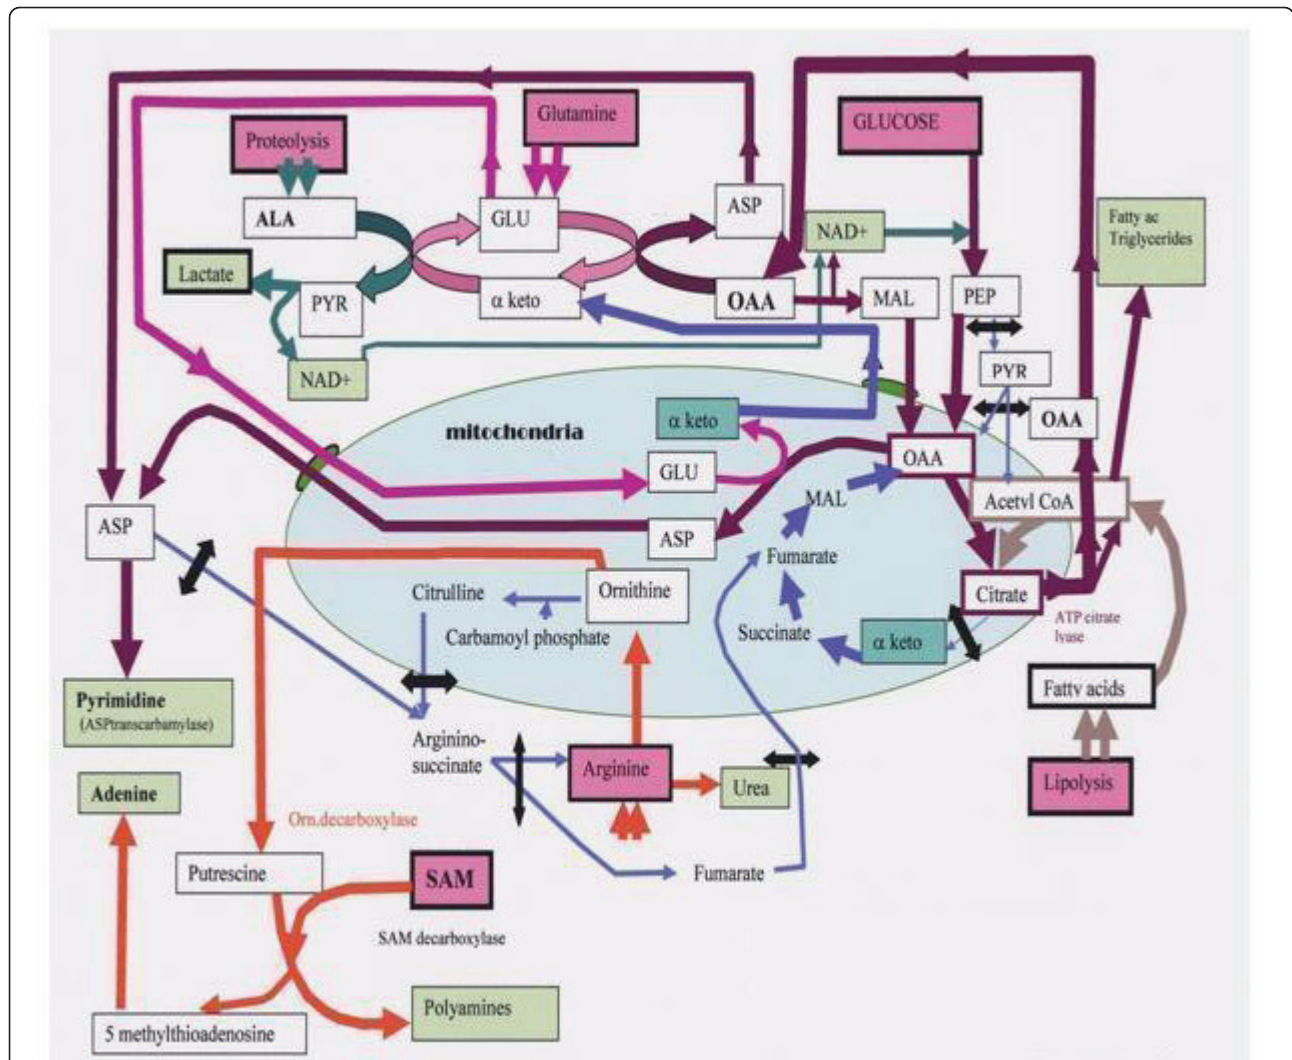 Glutamine
GLUCOSE
Proteolysis
ALA
GLU
ASP
NAD+
Fatty ac
Triglycerides
Lactate
PYR
α keto
OAA
MAL
PEP
NAD+
PYR
α keto
OAA
mitochondria
OAA
GLU
MAL
Acetvl CoA
ASP
ASP
Fumarate
Citrulline
Ornithine
Citrate
Carbamoyl phosphate
Succinate
α keto
ATP citrate
lyase
Pyrimidine
(ASPtranscarbamylase)
Fattv acids
Arginino-
succinate
Arginine
Urea
Lipolysis
Adenine
Orn.decarboxylase
Putrescine
SAM
Fumarate
SAM decarboxylase
Polyamines
5 methylthioadenosine